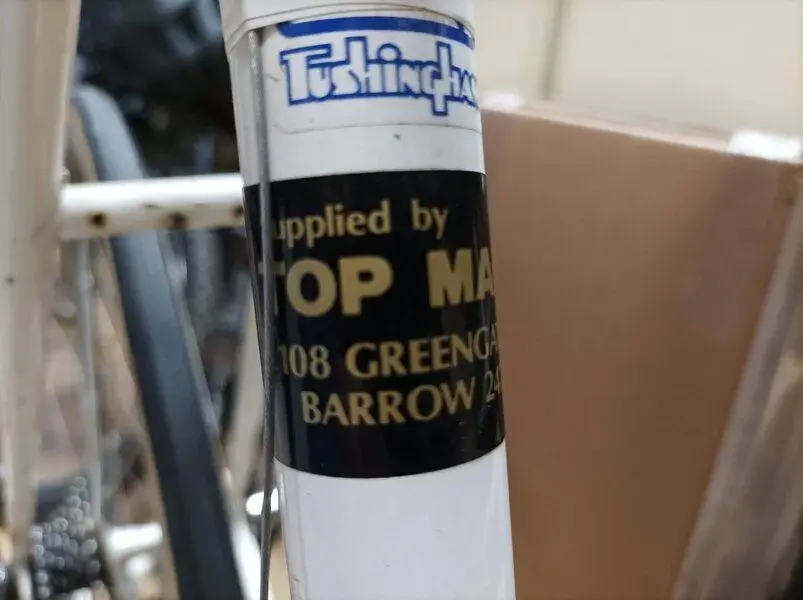 TUSHINGHA
upplied by
TOP MA
108 GREENGA
BARROW 24